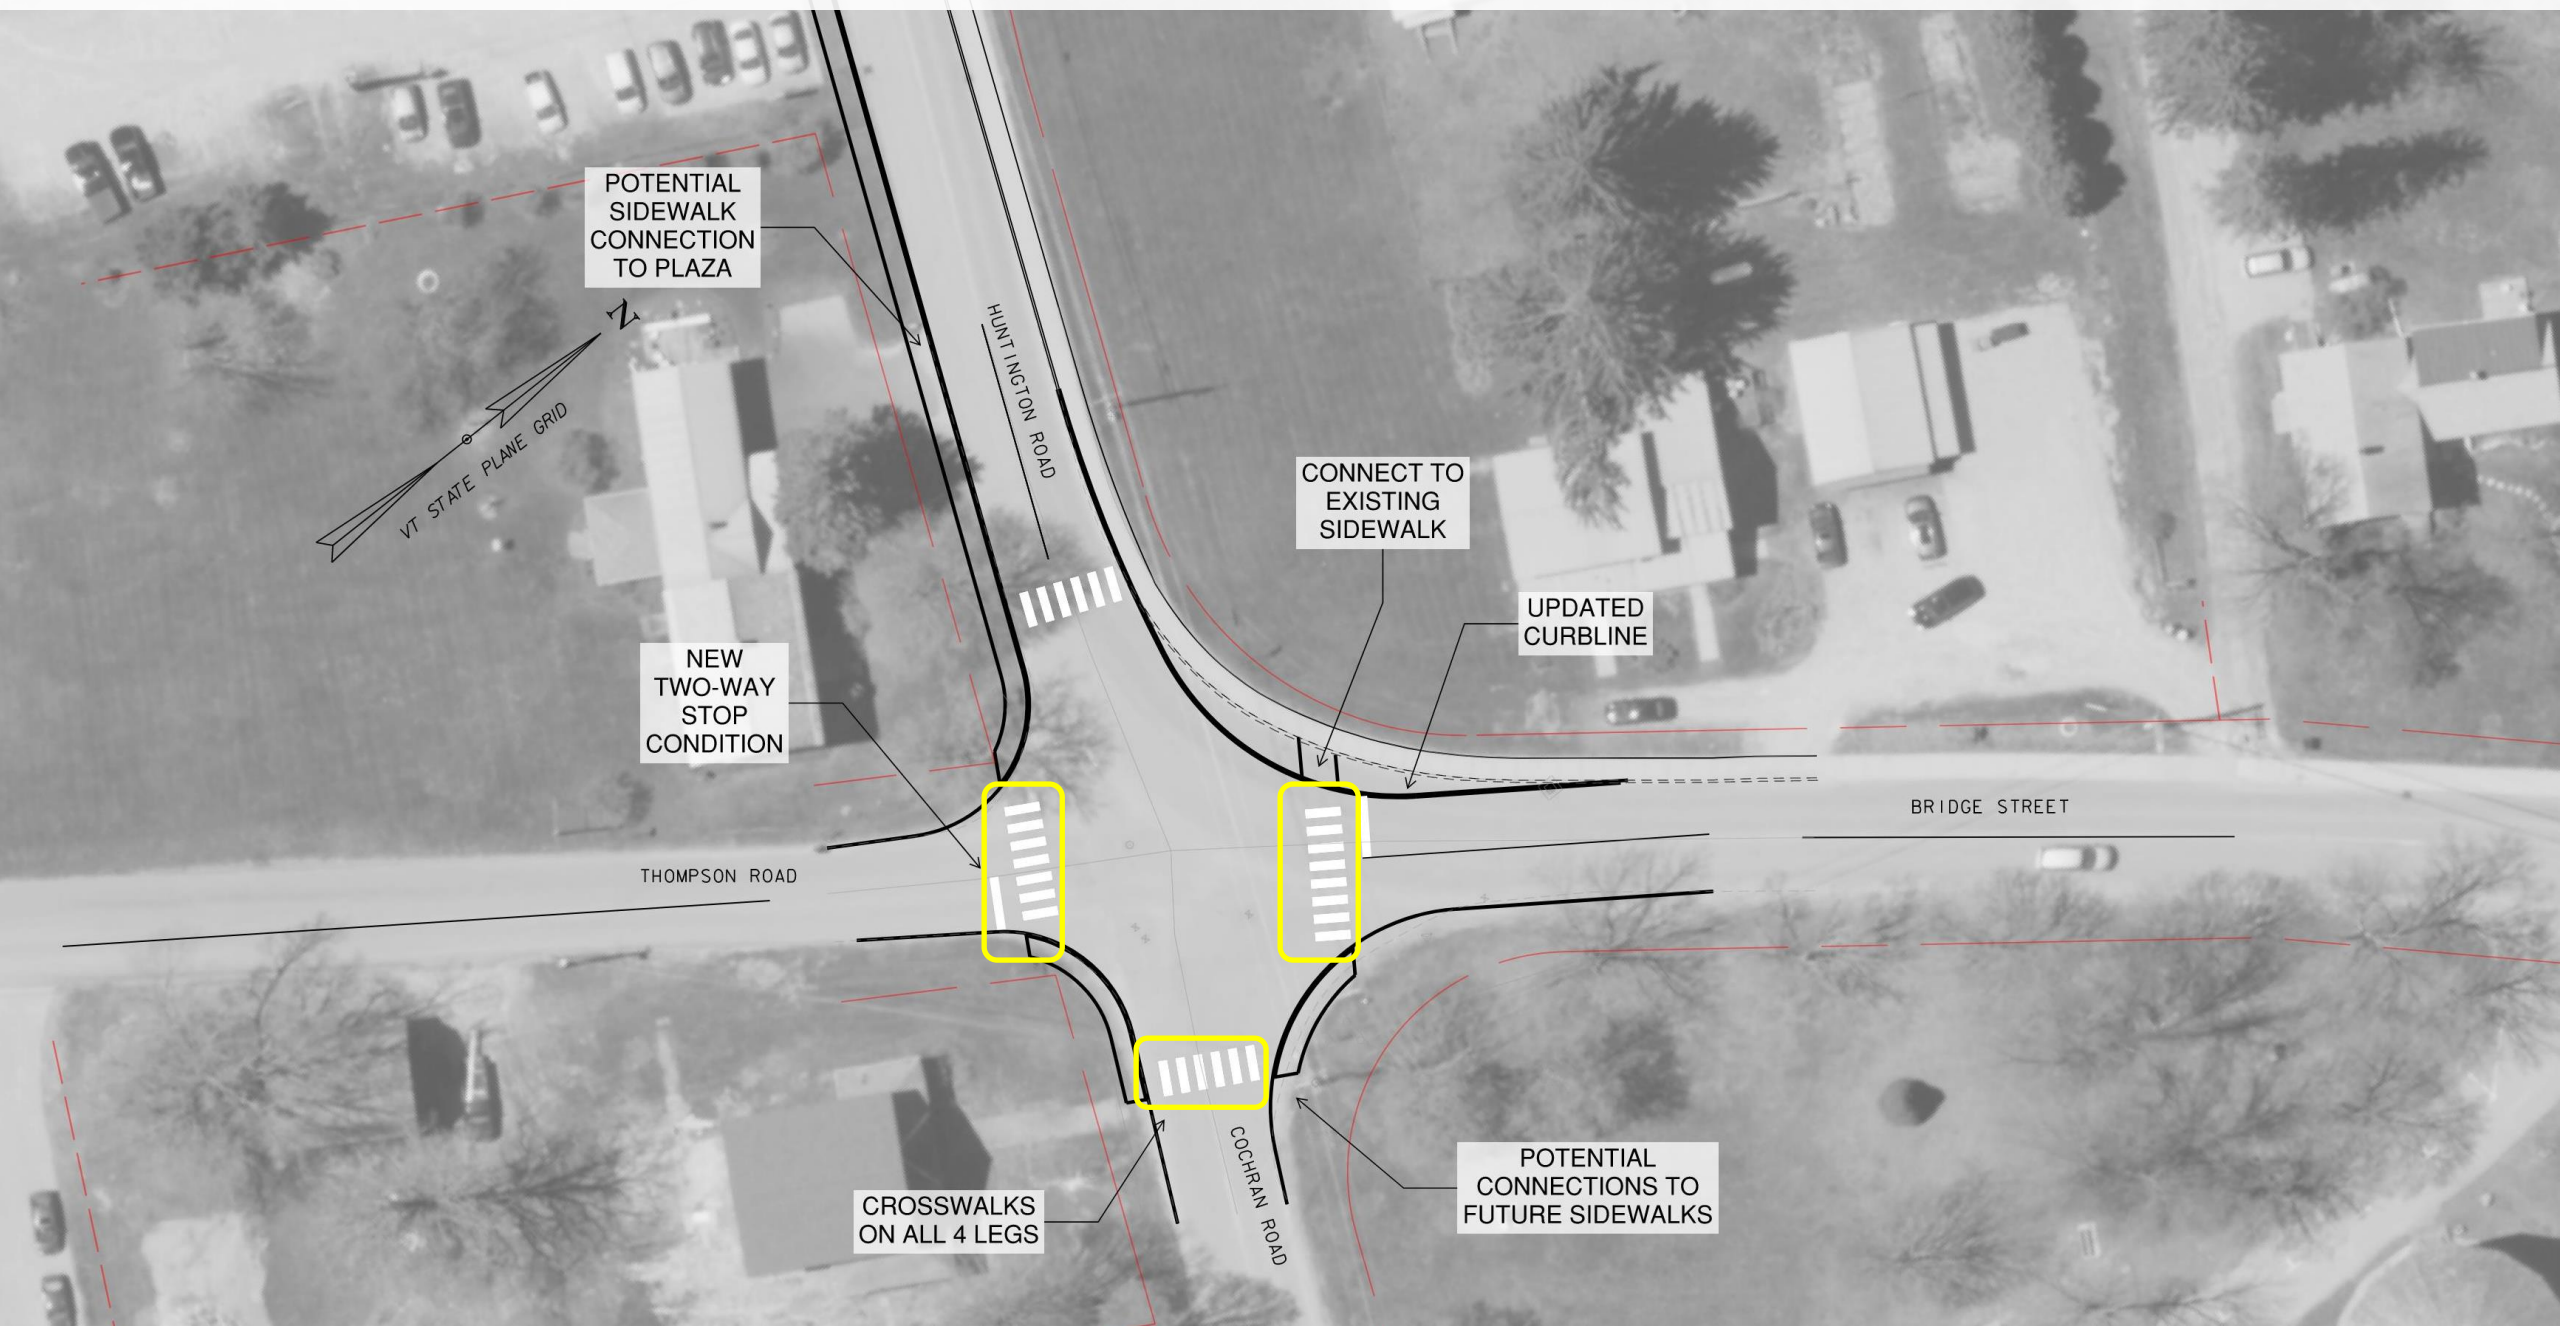 POTENTIAL
SIDEWALK
CONNECTION
TO PLAZA
N
VT STATE PLANE GRID
HUNTINGTON ROAD
CONNECT TO
EXISTING
SIDEWALK
UPDATED
CURBLINE
NEW
TWO-WAY
STOP
CONDITION
BRIDGE STREET
THOMPSON ROAD
COCHRAN ROAD
POTENTIAL
CONNECTIONS TO
FUTURE SIDEWALKS
CROSSWALKS
ON ALL 4 LEGS